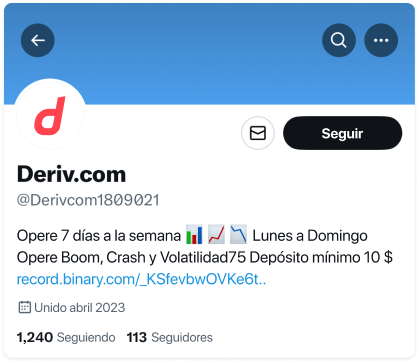 Deriv.com
@Derivcom1809021
Seguir
Opere 7 días a la semana 📊 📈 📉 Lunes a Domingo
Opere Boom, Crash y Volatilidad75 Depósito mínimo 10 $
record.binary.com/_KSfevbwOVKe6t..
Unido abril 2023
1,240 Seguiendo 113 Seguidores